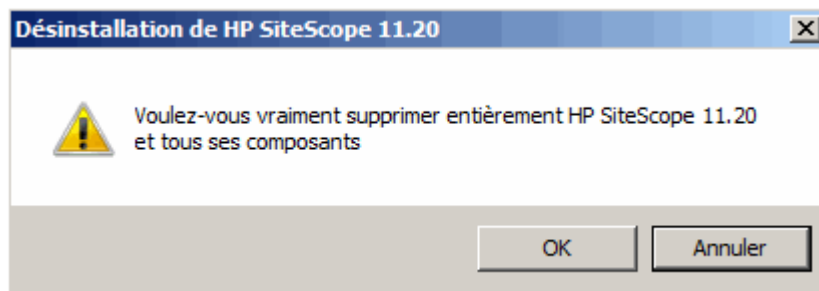 Désinstallation de HP SiteScope 11.20
Voulez-vous vraiment supprimer entièrement HP SiteScope 11.20
et tous ses composants
OK
Annuler